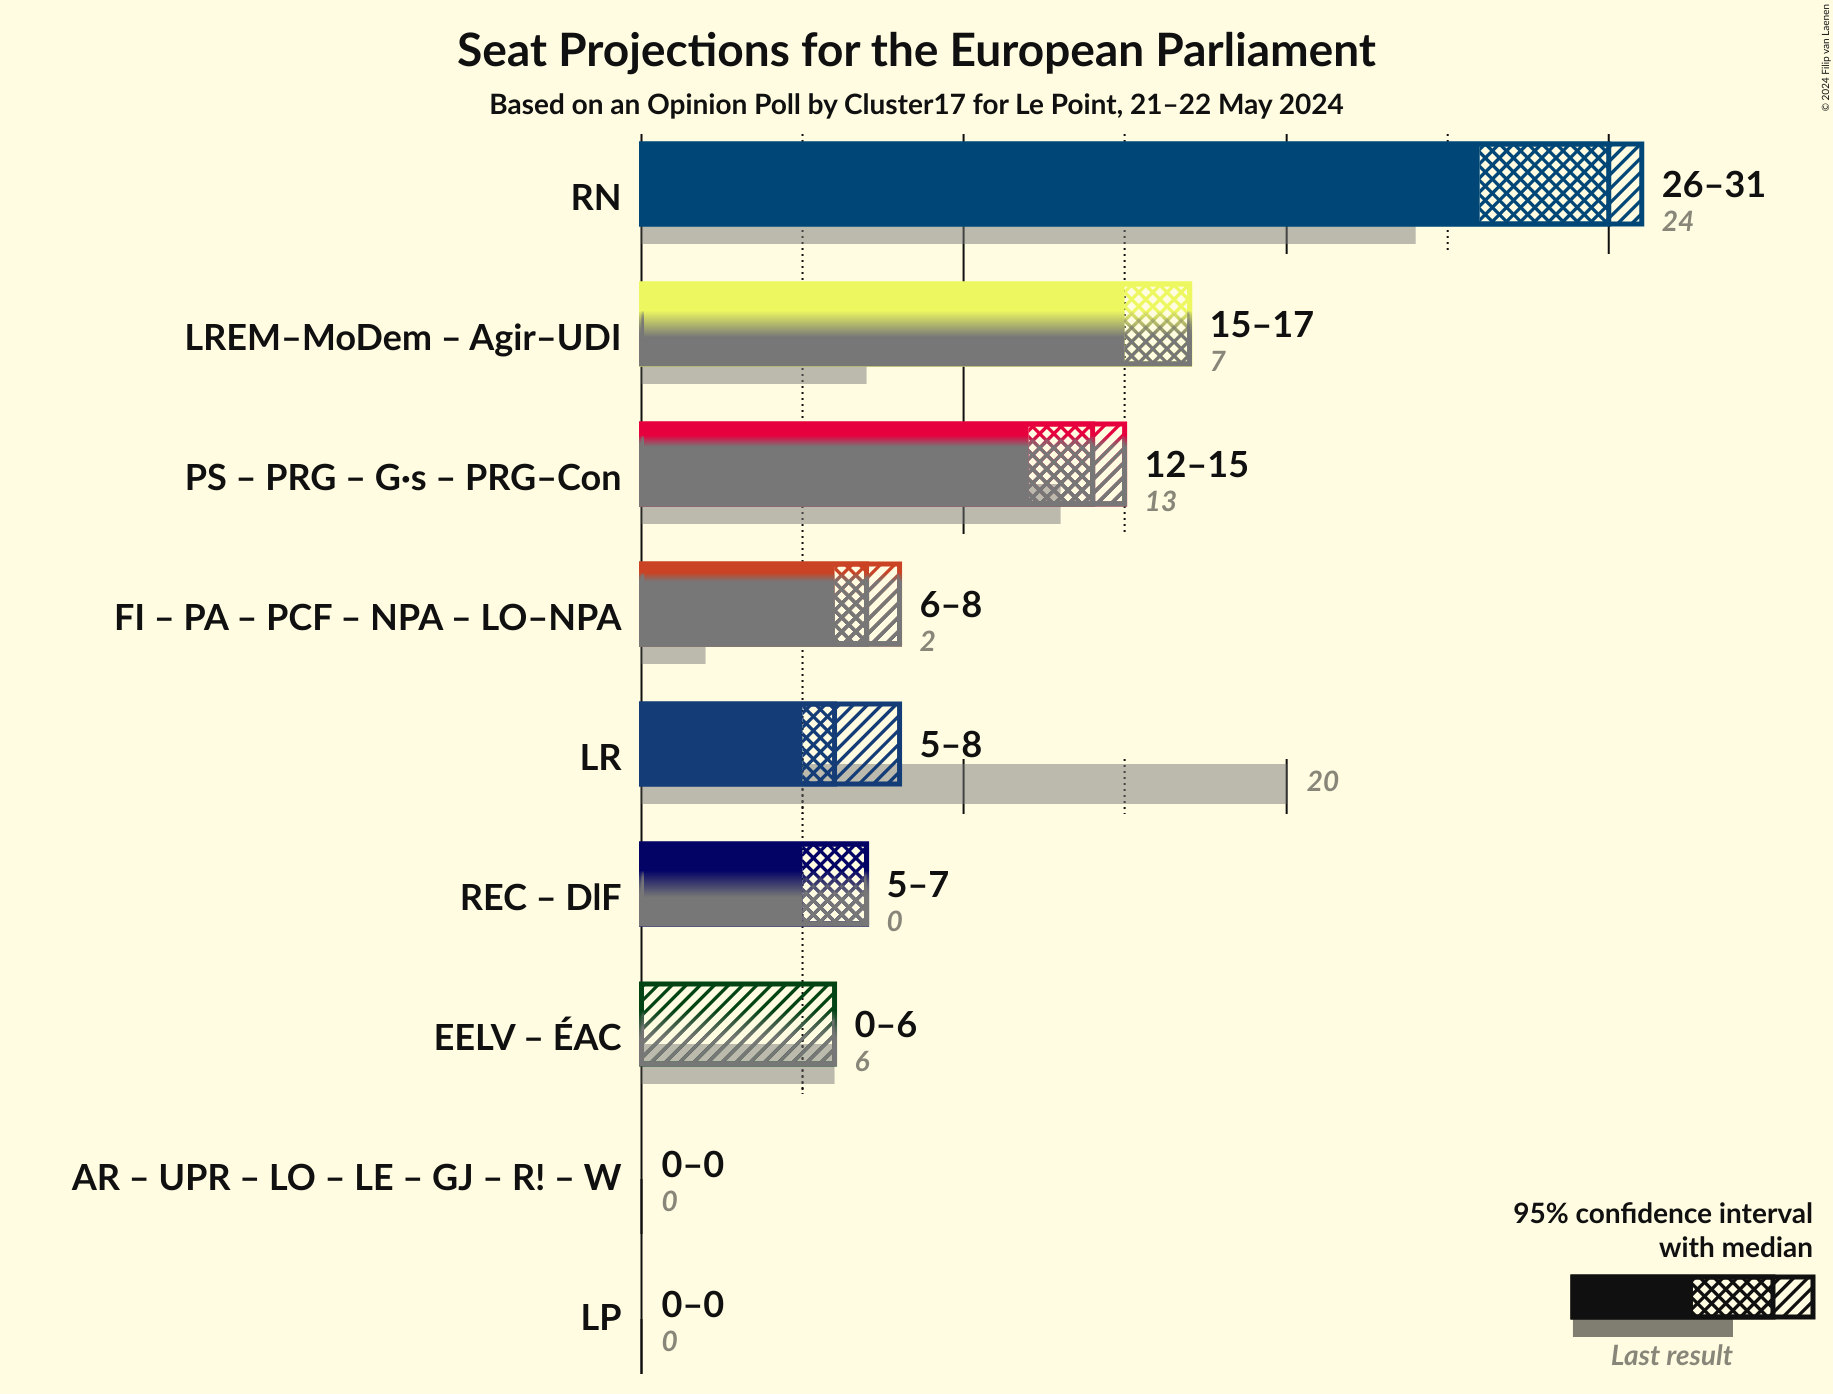 Seat Projections for the European Parliament
Based on an Opinion Poll by Cluster17 for Le Point, 21–22 May 2024
© 2024 Filip van Laenen
RN
26–31
24
LREM–MoDem – Agir–UDI
15–17
7
PS – PRG – G·s – PRG–Con
12–15
13
FI – PA – PCF – NPA – LO–NPA
6–8
2
LR
5–8
20
REC – DlF
5–7
0
EELV – ÉAC
0–6
6
AR – UPR – LO – LE – GJ – R! – W
0–0
0
LP
0–0
0
95% confidence interval
with median
Last result